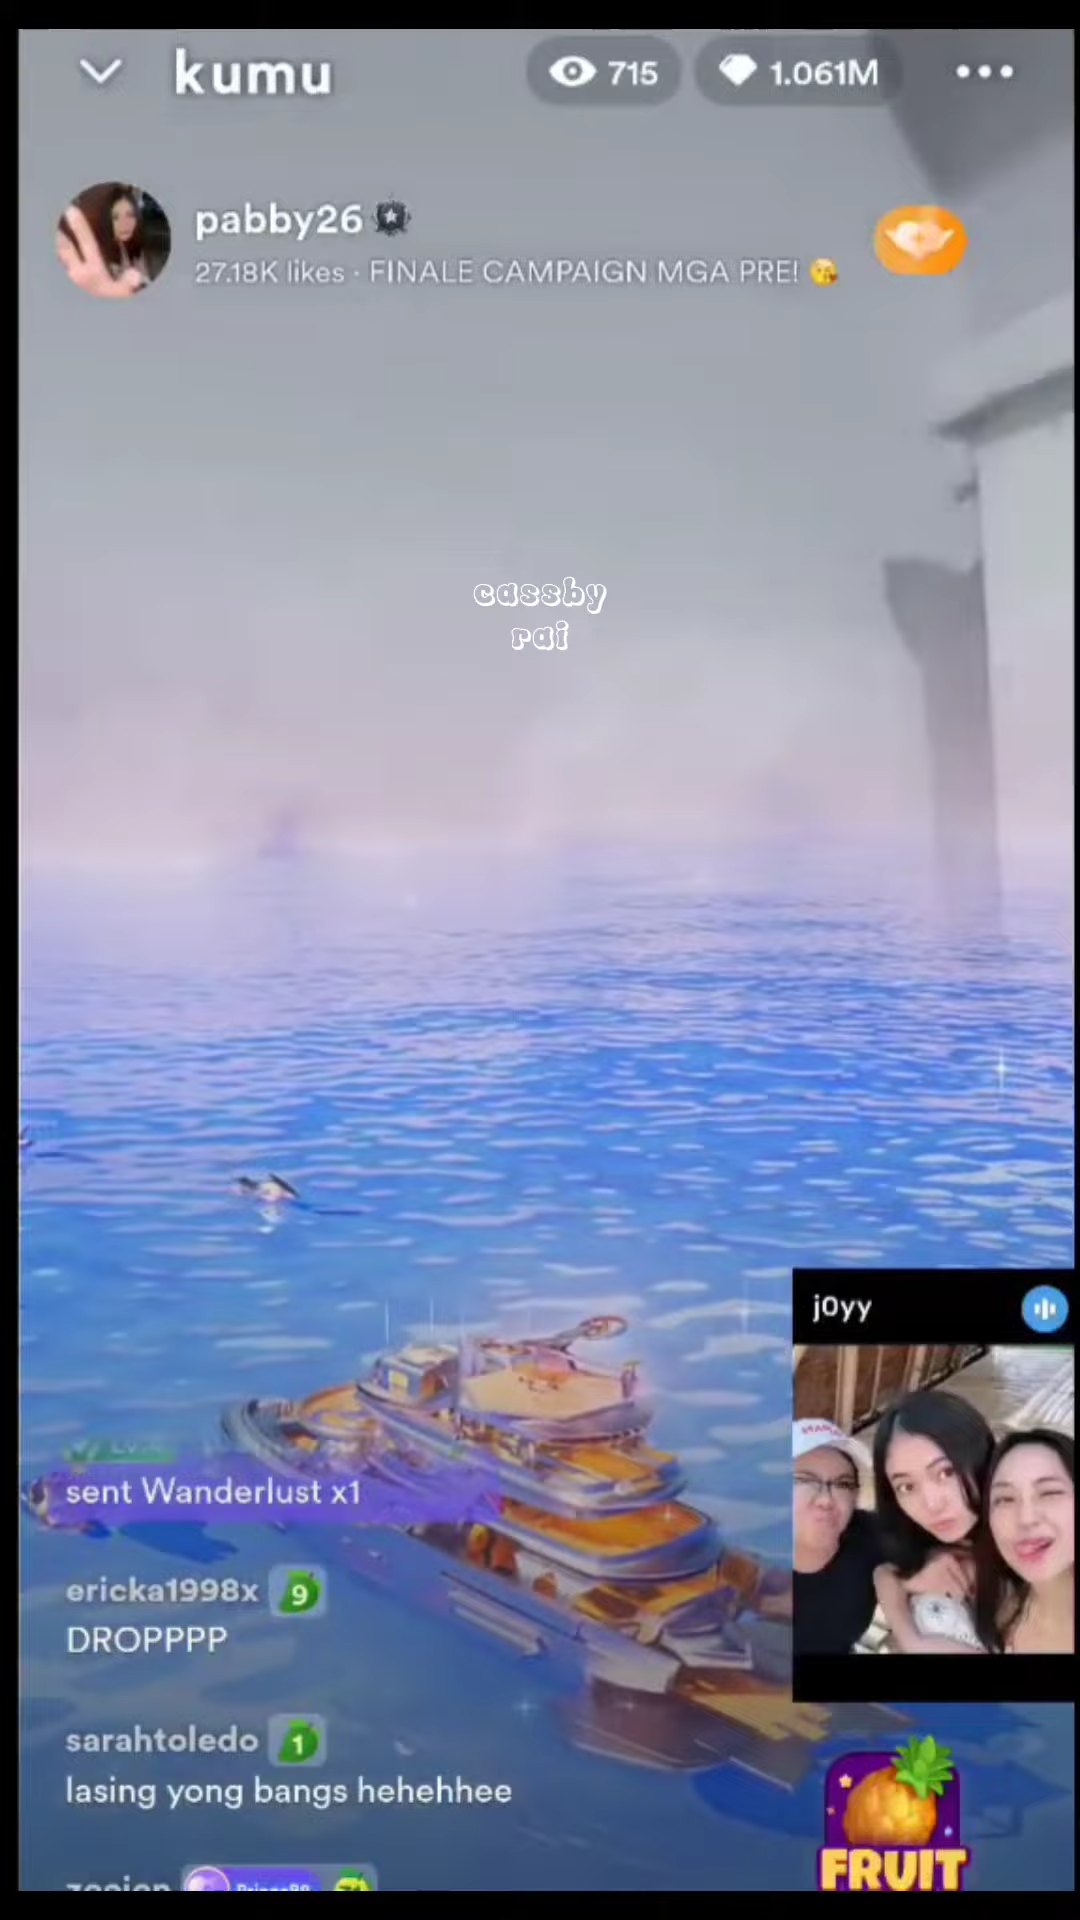 kumu
715
1.061M
pabby26
27.18K likes · FINALE CAMPAIGN MGA PRE! 😘
cassby
rai
j0yy
sent Wanderlust x1
ericka1998x 9
DROPPPP
sarahtoledo 1
lasing yong bangs hehehhee
FRUIT